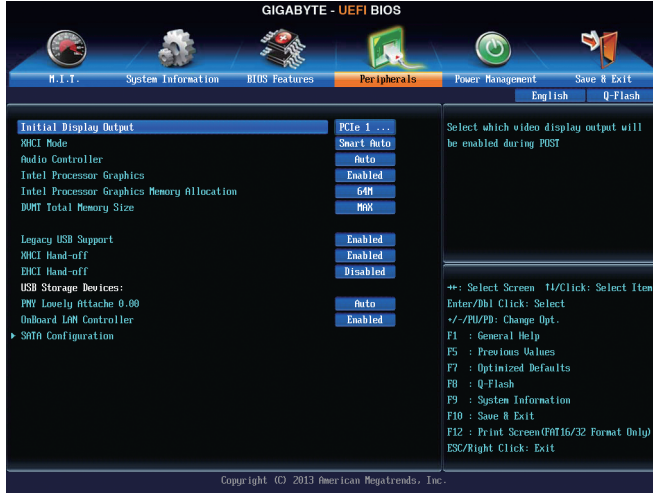 GIGABYTE - UEFI BIOS
M.I.T. System Information BIOS Features Peripherals Power Management Save & Exit
English Q-Flash
Initial Display Output PCIe 1 ...
XHCI Mode Smart Auto
Audio Controller Auto
Intel Processor Graphics Enabled
Intel Processor Graphics Memory Allocation 64M
DVMT Total Memory Size MAX
Legacy USB Support Enabled
XHCI Hand-off Enabled
EHCI Hand-off Disabled
USB Storage Devices:
PNY Lovely Attache 0.00 Auto
OnBoard LAN Controller Enabled
SATA Configuration
Select which video display output will
be enabled during POST
↔: Select Screen ↑↓/Click: Select Item
Enter/Dbl Click: Select
+/-/PU/PD: Change Opt.
F1 : General Help
F5 : Previous Values
F7 : Optimized Defaults
F8 : Q-Flash
F9 : System Information
F10 : Save & Exit
F12 : Print Screen(FAT16/32 Format Only)
ESC/Right Click: Exit
Copyright (C) 2013 American Megatrends, Inc.